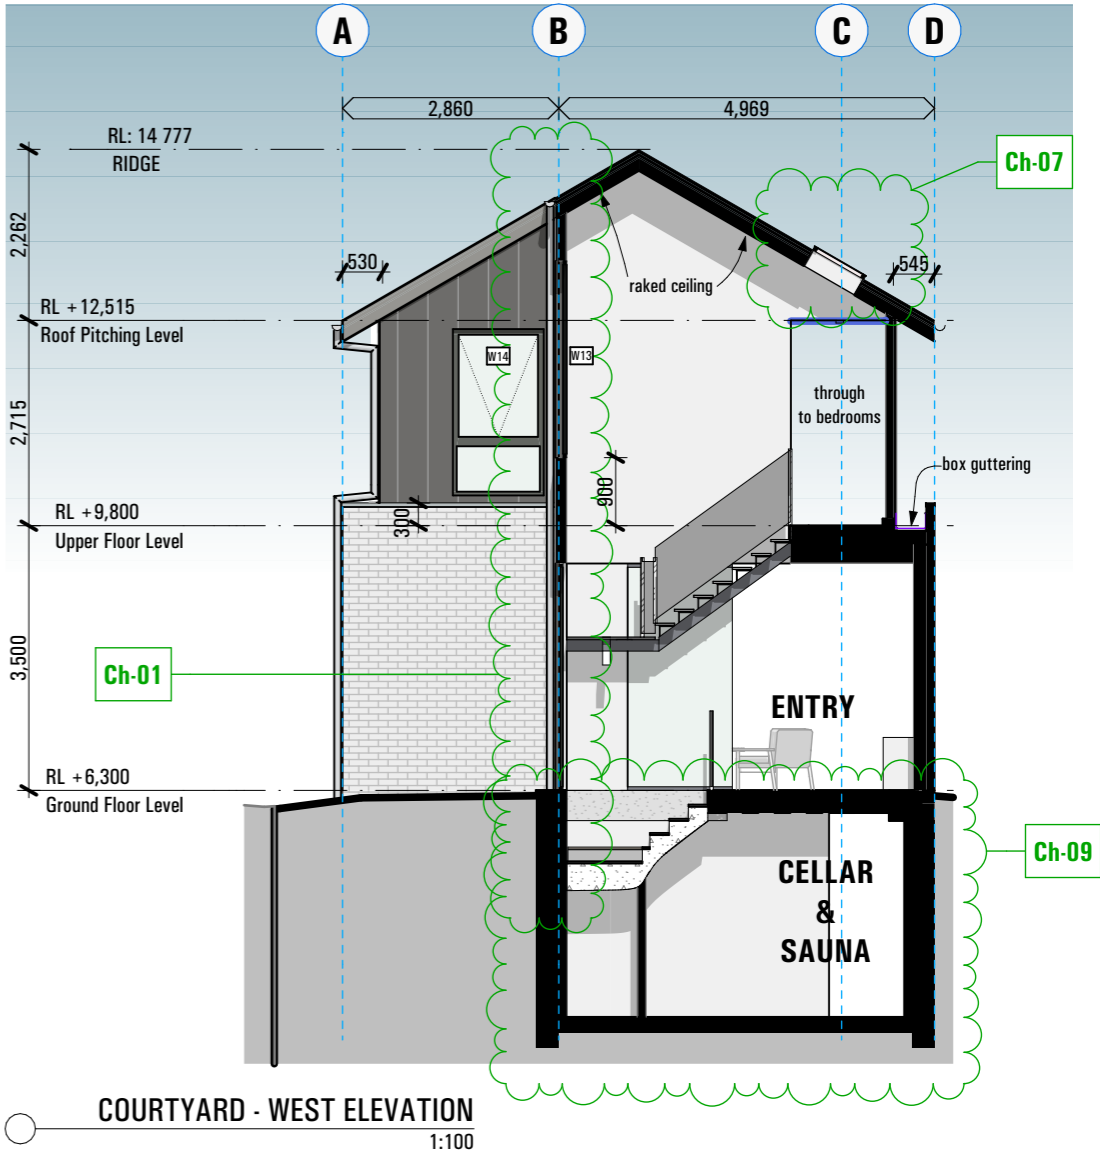 A
B
C
D
2,860
4,969
RL: 14 777
RIDGE
Ch-07
2,262
530
545
raked ceiling
RL +12,515
Roof Pitching Level
W14
W13
through
to bedrooms
2,715
box guttering
900
RL +9,800
Upper Floor Level
300
3,500
Ch-01
ENTRY
RL +6,300
Ground Floor Level
Ch-09
CELLAR
&
SAUNA
COURTYARD - WEST ELEVATION
1:100